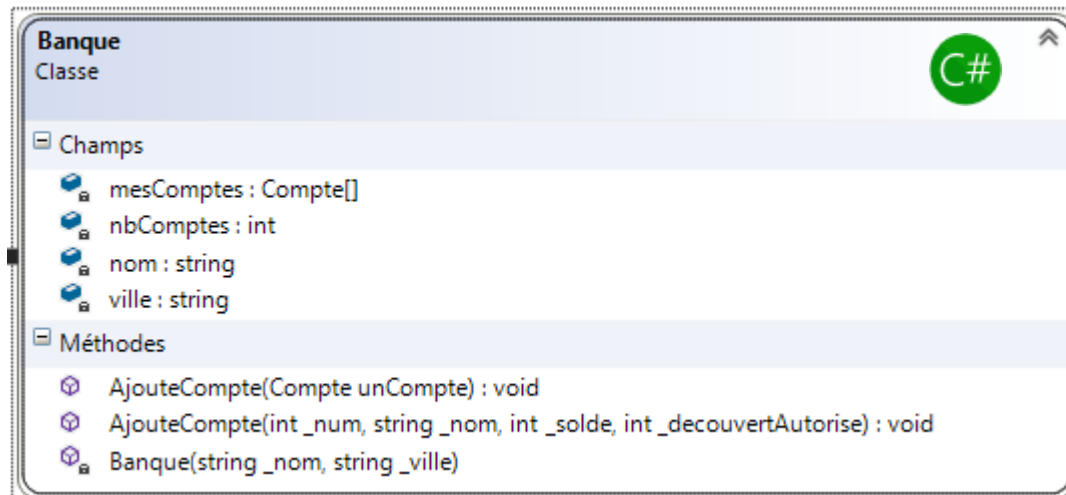 Banque
Classe
C#
Champs
mesComptes : Compte[]
nbComptes : int
nom : string
ville : string
Méthodes
AjouteCompte(Compte unCompte) : void
AjouteCompte(int _num, string _nom, int _solde, int _decouvertAutorise) : void
Banque(string _nom, string _ville)